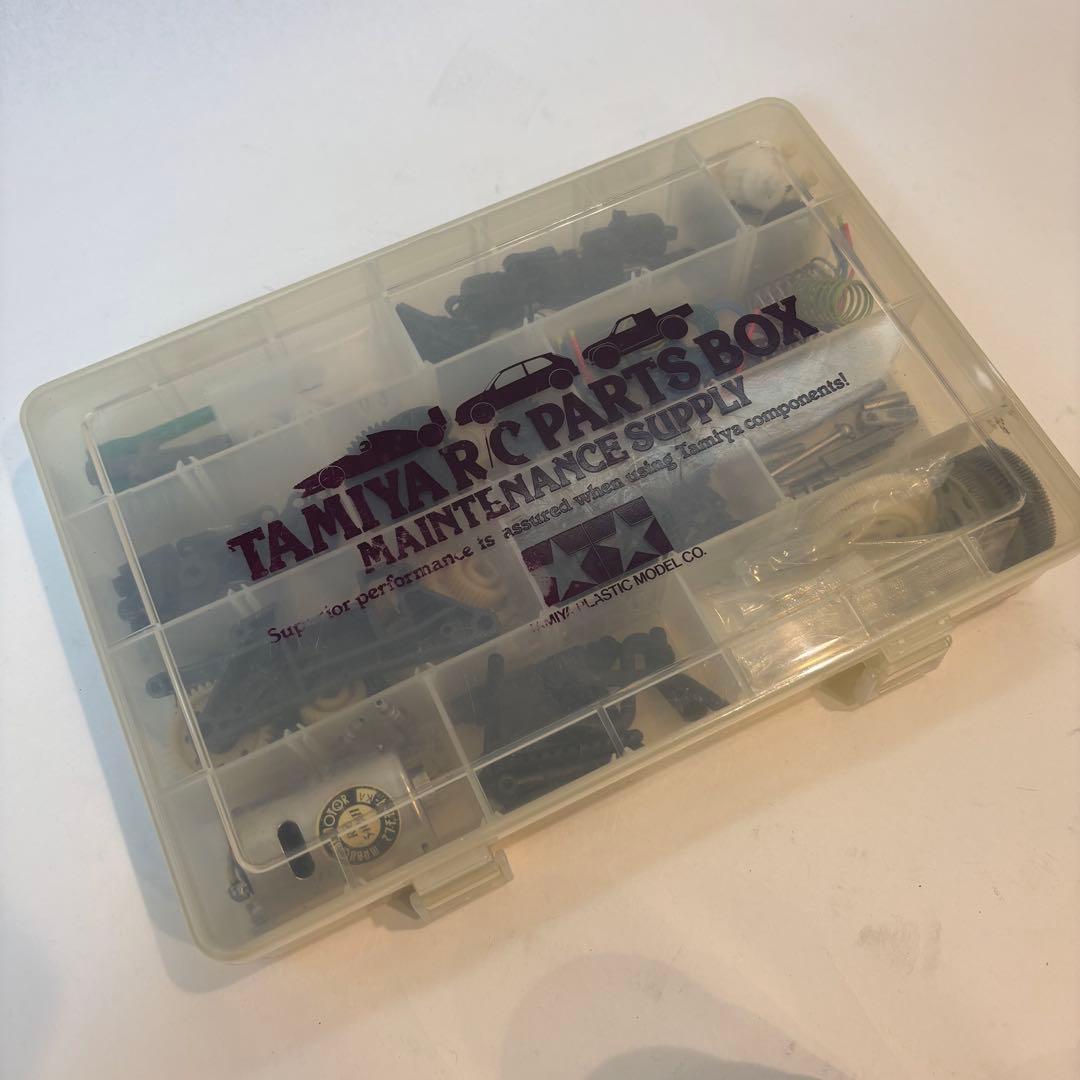 TAMIYA R/C PARTS BOX
MAINTENANCE SUPPLY
Superior performance is assured when using Tamiya components!
TAMIYA PLASTIC MODEL CO.